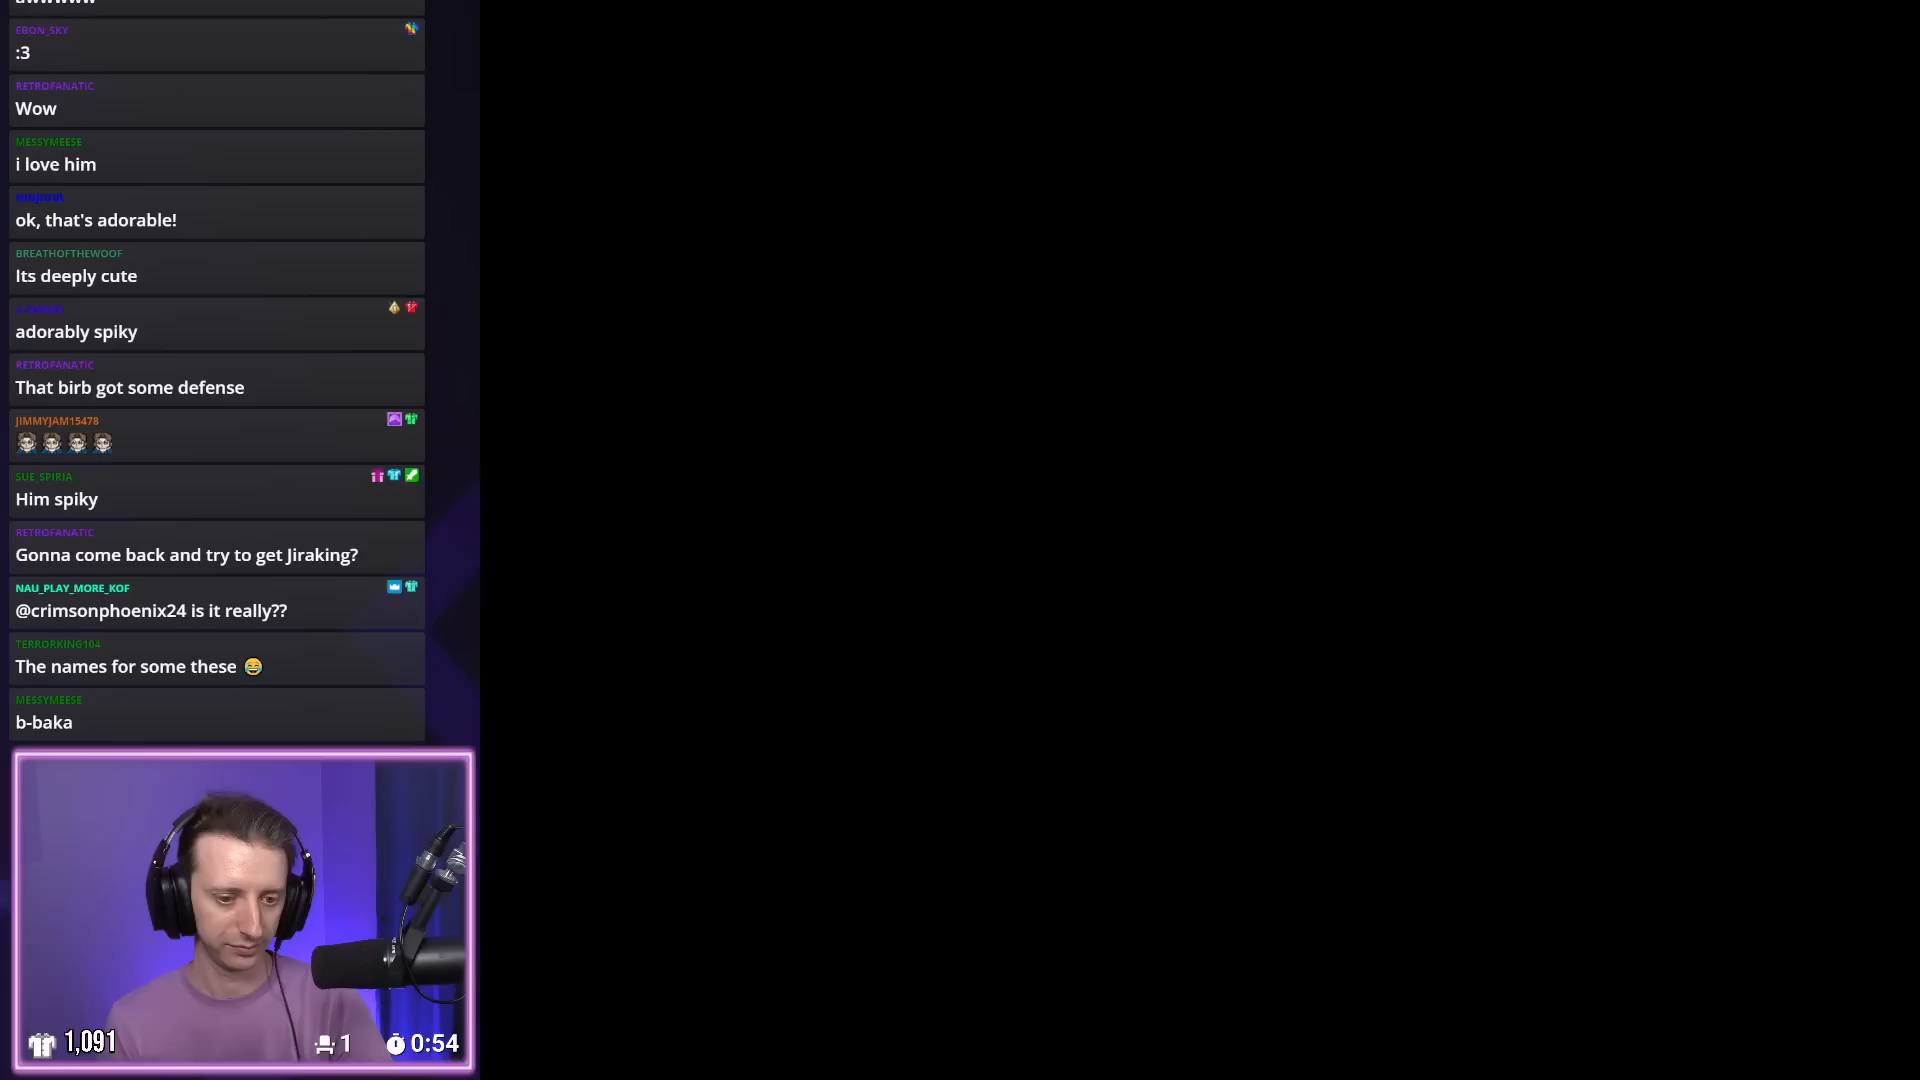 EBON_SKY
:3
RETROFANATIC
Wow
MESSYMEESE
i love him
ok, that's adorable!
BREATHOFTHEWOOF
Its deeply cute
adorably spiky
RETROFANATIC
That birb got some defense
JIMMYJAM15478
SUE_SPIRIA
Him spiky
RETROFANATIC
Gonna come back and try to get Jiraking?
NAU_PLAY_MORE_KOF
@crimsonphoenix24 is it really??
TERRORKING104
The names for some these 😂
MESSYMEESE
b-baka
1,091
1
0:54